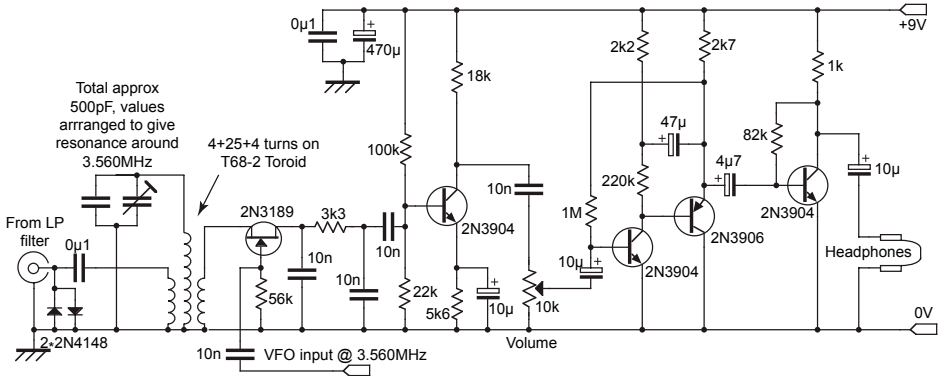 0µ1
+
470µ
+9V
2k2
2k7
1k
18k
Total approx
500pF, values
arrranged to give
resonance around
3.560MHz
4+25+4 turns on
T68-2 Toroid
100k
47µ
+
82k
4µ7
+
+
10µ
10n
220k
2N3189
3k3
1M
2N3904
2N3906
2N3904
From LP
filter
0µ1
10n
10n
10n
56k
22k
5k6
+
10µ
10k
10µ
+
2N3904
Headphones
2*2N4148
10n
VFO input @ 3.560MHz
Volume
0V